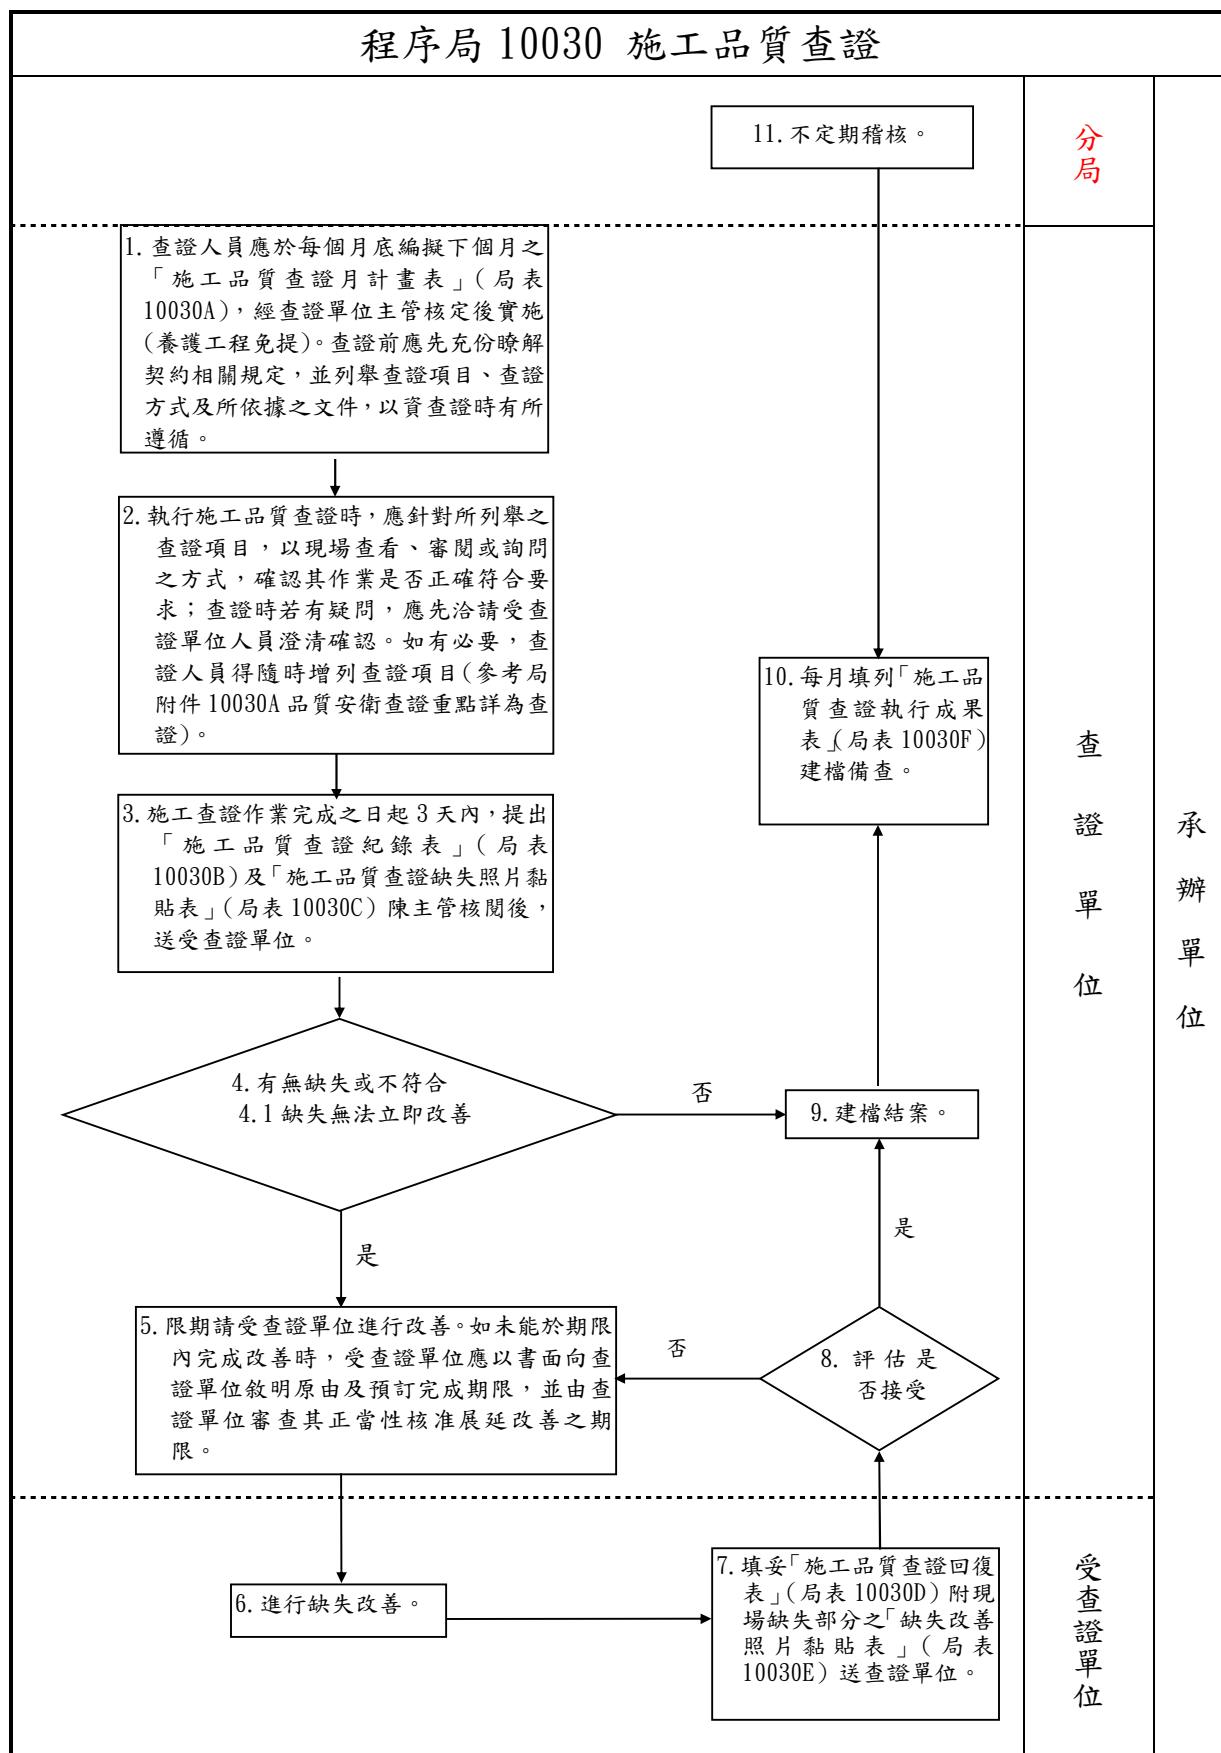 程序局 10030 施工品質查證
11.不定期稽核。
分局
1.查證人員應於每個月底編擬下個月之
「施工品質查證月計畫表」(局表
10030A)，經查證單位主管核定後實施
(養護工程免提)。查證前應先充份瞭解
契約相關規定，並列舉查證項目、查證
方式及所依據之文件，以資查證時有所
遵循。
2.執行施工品質查證時，應針對所列舉之
查證項目，以現場查看、審閱或詢問
之方式，確認其作業是否正確符合要
求；查證時若有疑問，應先洽請受查
證單位人員澄清確認。如有必要，查
證人員得隨時增列查證項目(參考局
附件 10030A 品質安衛查證重點詳為查
證)。
10.每月填列「施工品
質查證執行成果
表」(局表 10030F)
建檔備查。
查證單位
承辦單位
3.施工查證作業完成之日起 3 天內，提出
「施工品質查證紀錄表」(局表
10030B)及「施工品質查證缺失照片黏
貼表」(局表 10030C)陳主管核閱後，
送受查證單位。
4.有無缺失或不符合
4.1 缺失無法立即改善
否
9.建檔結案。
是
是
5.限期請受查證單位進行改善。如未能於期限
內完成改善時，受查證單位應以書面向查
證單位敘明原由及預訂完成期限，並由查
證單位審查其正當性核准展延改善之期
限。
否
8. 評估是
否接受
6.進行缺失改善。
7.填妥「施工品質查證回復
表」(局表 10030D)附現
場缺失部分之「缺失改善
照片黏貼表」(局表
10030E)送查證單位。
受查證單位